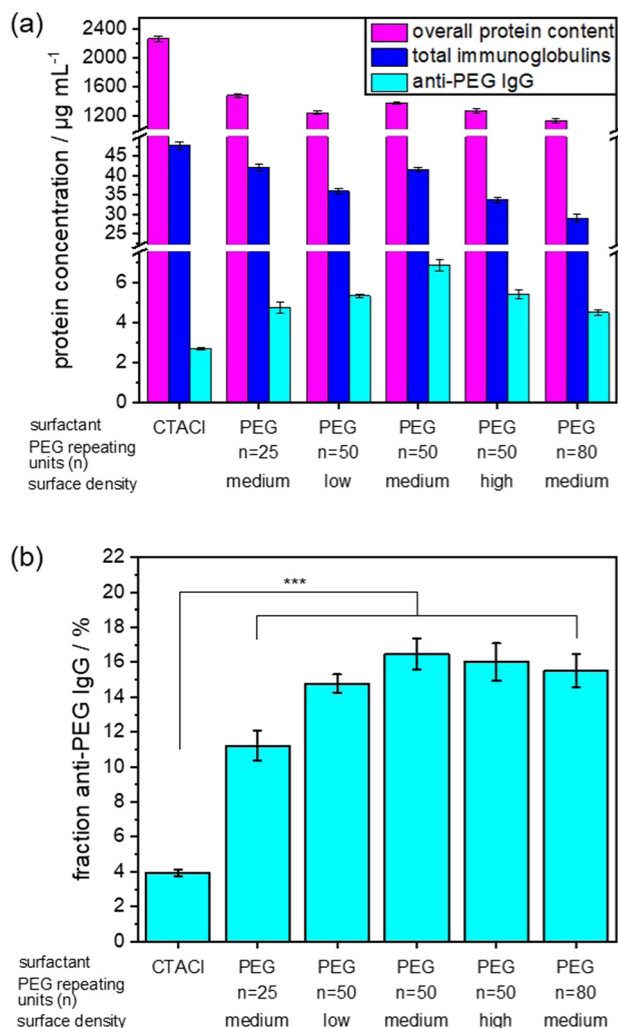 (a)
2400
2000
1600
1200
45
40
35
30
25
6
4
2
0
protein concentration / µg mL⁻¹
overall protein content
total immunoglobulins
anti-PEG IgG
surfactant CTACl PEG PEG PEG PEG PEG
PEG repeating
units (n) n=25 n=50 n=50 n=50 n=80
surface density medium low medium high medium
(b)
22
20
18
16
14
12
10
8
6
4
2
0
fraction anti-PEG IgG / %
***
surfactant CTACl PEG PEG PEG PEG PEG
PEG repeating
units (n) n=25 n=50 n=50 n=50 n=80
surface density medium low medium high medium